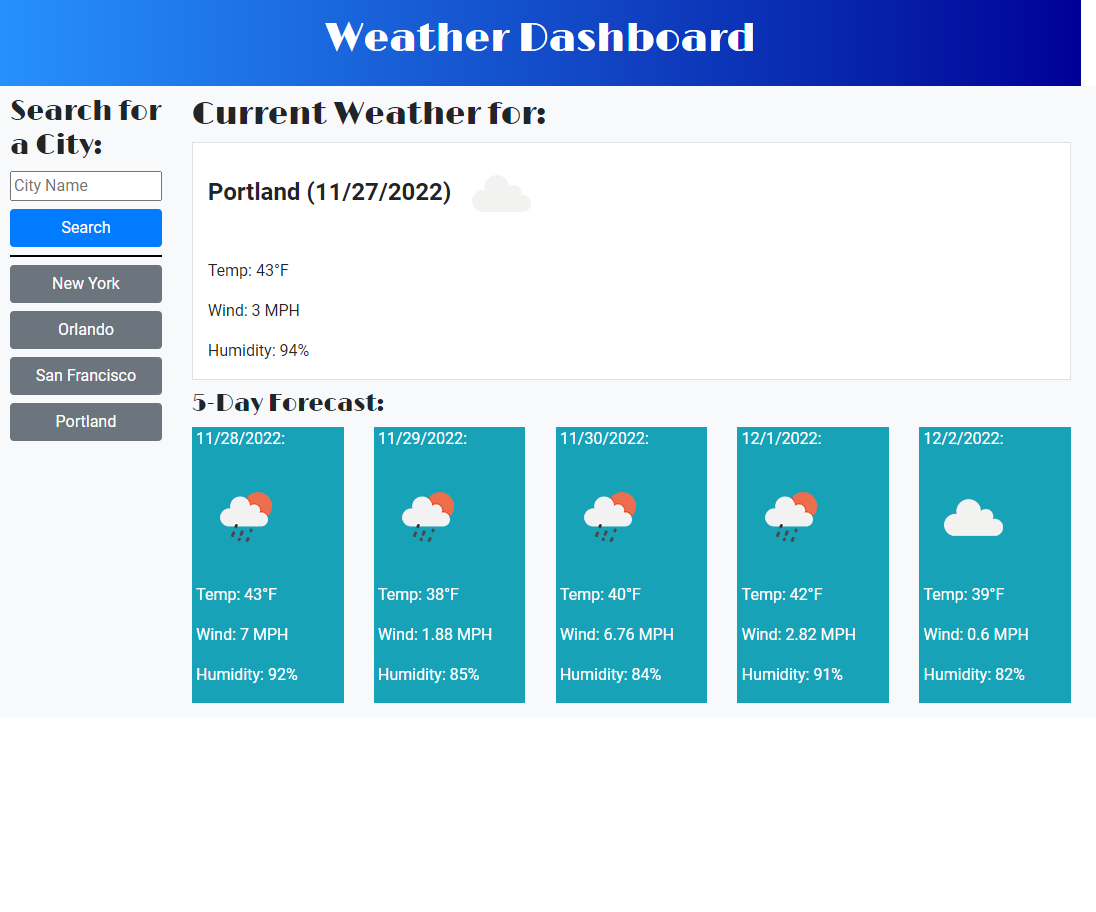 Weather Dashboard
Search for
a City:
City Name
Search
New York
Orlando
San Francisco
Portland
Current Weather for:
Portland (11/27/2022)
Temp: 43°F
Wind: 3 MPH
Humidity: 94%
5-Day Forecast:
11/28/2022:
Temp: 43°F
Wind: 7 MPH
Humidity: 92%
11/29/2022:
Temp: 38°F
Wind: 1.88 MPH
Humidity: 85%
11/30/2022:
Temp: 40°F
Wind: 6.76 MPH
Humidity: 84%
12/1/2022:
Temp: 42°F
Wind: 2.82 MPH
Humidity: 91%
12/2/2022:
Temp: 39°F
Wind: 0.6 MPH
Humidity: 82%